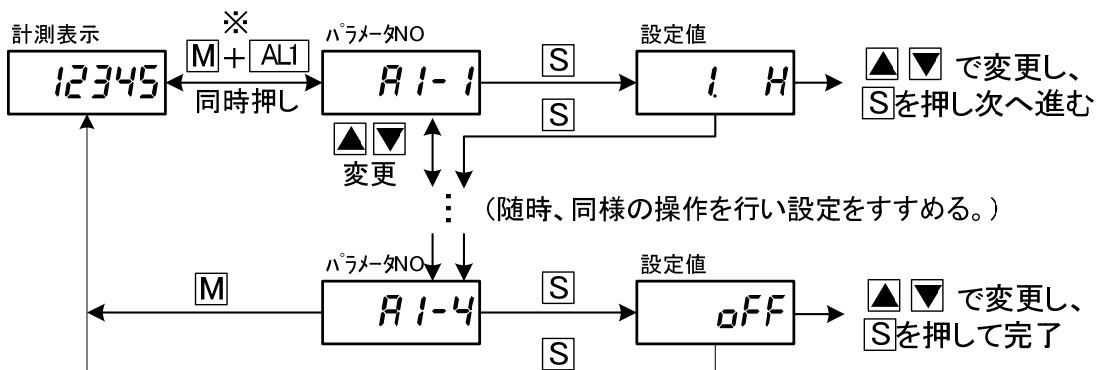 計測表示
※
M + AL1
同時押し
パラメータNO
S
設定値
12345
A1-1
1. H
▲ ▼ で変更し、
Sを押し次へ進む
S
▲ ▼
変更
⋮ (随時、同様の操作を行い設定をすすめる。)
パラメータNO
設定値
M
A1-4
S
oFF
▲ ▼ で変更し、
Sを押して完了
S